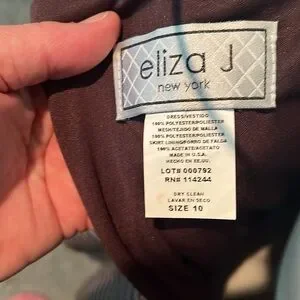 eliza J
new york
DRESS/VESTIDO
100% POLYESTER/POLIESTER
MESH/TEJIDO DE MALLA
100% POLYESTER/POLIESTER
SKIRT LINING/FORRO DE FALDA
100% ACETATE/ACETATO
MADE IN U.S.A.
HECHO EN EE.UU.
LOT# 000792
RN# 114244
DRY CLEAN
LAVAR EN SECO
SIZE 10